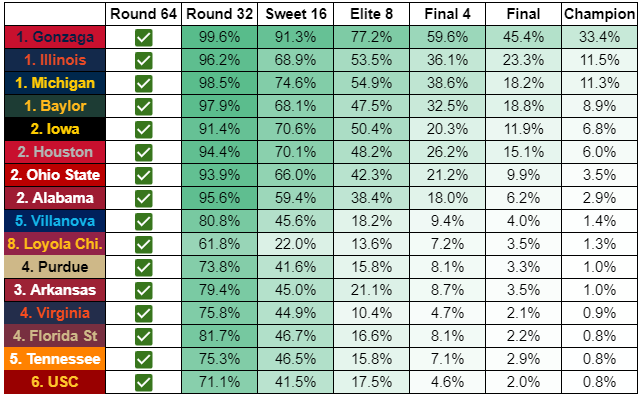 Round 64 Round 32 Sweet 16 Elite 8 Final 4 Final Champion
1. Gonzaga 99.6% 91.3% 77.2% 59.6% 45.4% 33.4%
1. Illinois 96.2% 68.9% 53.5% 36.1% 23.3% 11.5%
1. Michigan 98.5% 74.6% 54.9% 38.6% 18.2% 11.3%
1. Baylor 97.9% 68.1% 47.5% 32.5% 18.8% 8.9%
2. Iowa 91.4% 70.6% 50.4% 20.3% 11.9% 6.8%
2. Houston 94.4% 70.1% 48.2% 26.2% 15.1% 6.0%
2. Ohio State 93.9% 66.0% 42.3% 21.2% 9.9% 3.5%
2. Alabama 95.6% 59.4% 38.4% 18.0% 6.2% 2.9%
5. Villanova 80.8% 45.6% 18.2% 9.4% 4.0% 1.4%
8. Loyola Chi. 61.8% 22.0% 13.6% 7.2% 3.5% 1.3%
4. Purdue 73.8% 41.6% 15.8% 8.1% 3.3% 1.0%
3. Arkansas 79.4% 45.0% 21.1% 8.7% 3.5% 1.0%
4. Virginia 75.8% 44.9% 10.4% 4.7% 2.1% 0.9%
4. Florida St 81.7% 46.7% 16.6% 8.1% 2.2% 0.8%
5. Tennessee 75.3% 46.5% 15.8% 7.1% 2.9% 0.8%
6. USC 71.1% 41.5% 17.5% 4.6% 2.0% 0.8%